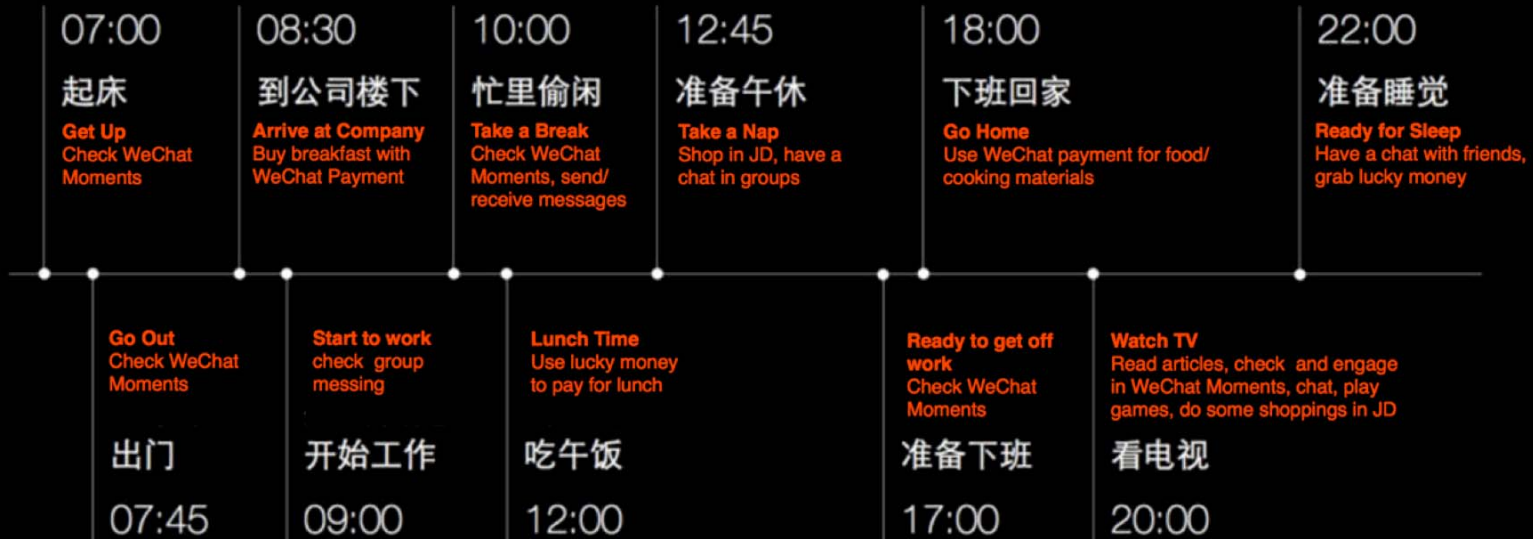 07:00
起床
Get Up
Check WeChat
Moments
08:30
到公司楼下
Arrive at Company
Buy breakfast with
WeChat Payment
10:00
忙里偷闲
Take a Break
Check WeChat
Moments, send/
receive messages
12:45
准备午休
Take a Nap
Shop in JD, have a
chat in groups
18:00
下班回家
Go Home
Use WeChat payment for food/
cooking materials
22:00
准备睡觉
Ready for Sleep
Have a chat with friends,
grab lucky money
Go Out
Check WeChat
Moments
出门
07:45
Start to work
check  group
messing
开始工作
09:00
Lunch Time
Use lucky money
to pay for lunch
吃午饭
12:00
Ready to get off
work
Check WeChat
Moments
准备下班
17:00
Watch TV
Read articles, check  and engage
in WeChat Moments, chat, play
games, do some shoppings in JD
看电视
20:00